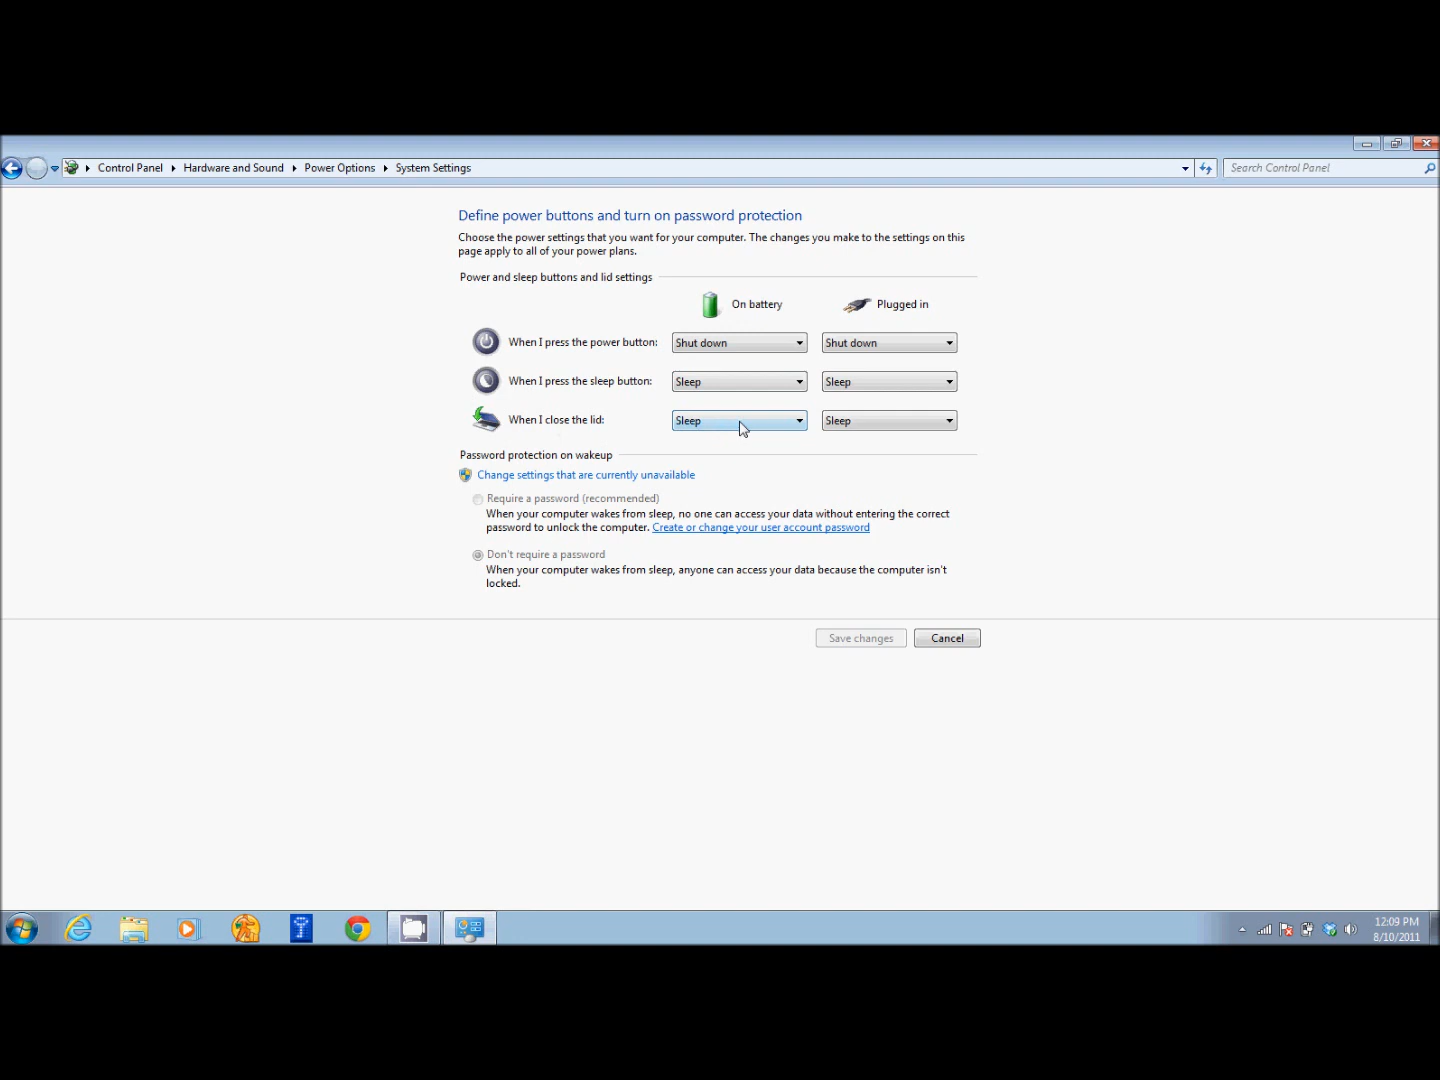 Control Panel Hardware and Sound Power Options System Settings
Search Control Panel
Define power buttons and turn on password protection
Choose the power settings that you want for your computer. The changes you make to the settings on this
page apply to all of your power plans.
Power and sleep buttons and lid settings
On battery Plugged in
When I press the power button: Shut down Shut down
When I press the sleep button: Sleep Sleep
When I close the lid: Sleep Sleep
Password protection on wakeup
Change settings that are currently unavailable
Require a password (recommended)
When your computer wakes from sleep, no one can access your data without entering the correct
password to unlock the computer. Create or change your user account password
Don't require a password
When your computer wakes from sleep, anyone can access your data because the computer isn't
locked.
Save changes Cancel
12:09 PM
8/10/2011